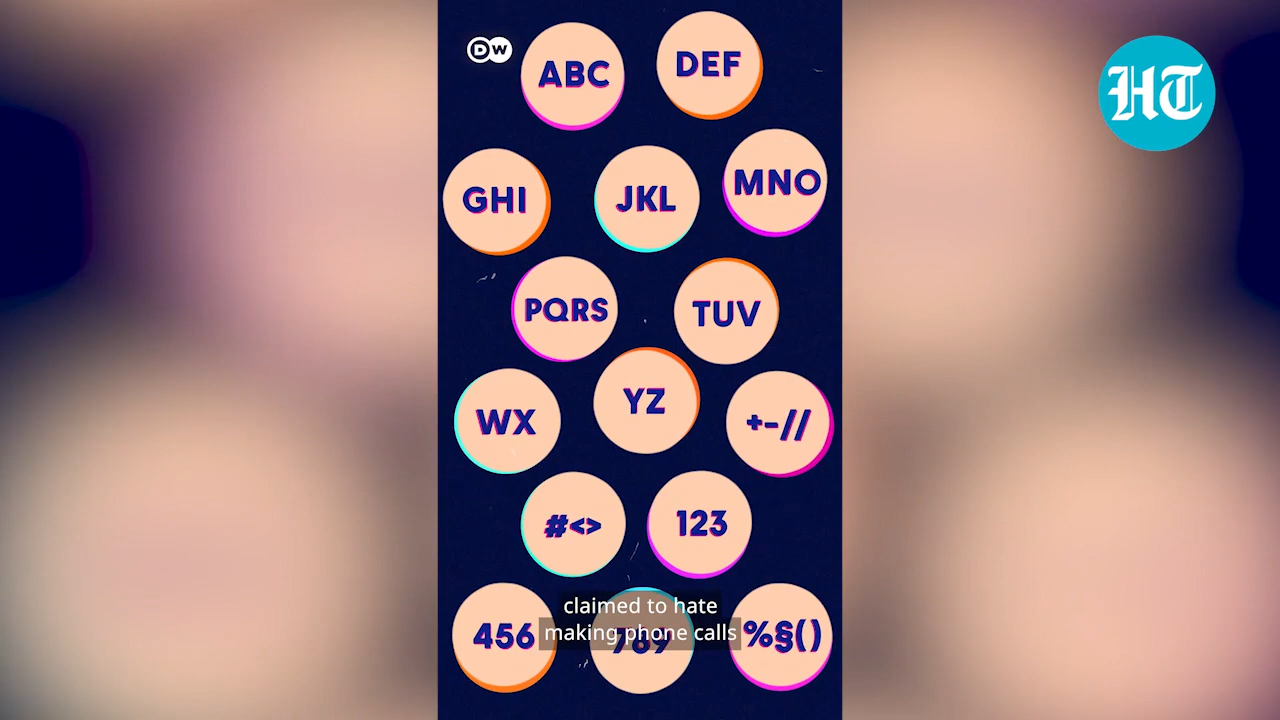 DW
ABC
DEF
HT
GHI
JKL
MNO
PQRS
TUV
WX
YZ
+-//
#<>
123
456
789
%§()
claimed to hate
making phone calls